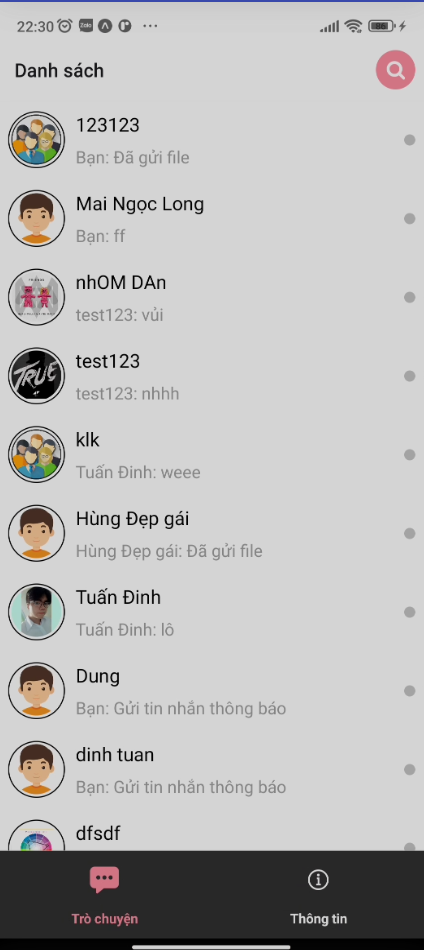 22:30
Zalo
86
Danh sách
123123
Bạn: Đã gửi file
Mai Ngọc Long
Bạn: ff
nhOM DAn
test123: vủi
TRUE
test123
test123: nhhh
klk
Tuấn Đinh: weee
Hùng Đẹp gái
Hùng Đẹp gái: Đã gửi file
Tuấn Đinh
Tuấn Đinh: lô
Dung
Bạn: Gửi tin nhắn thông báo
dinh tuan
Bạn: Gửi tin nhắn thông báo
dfsdf
Trò chuyện
Thông tin